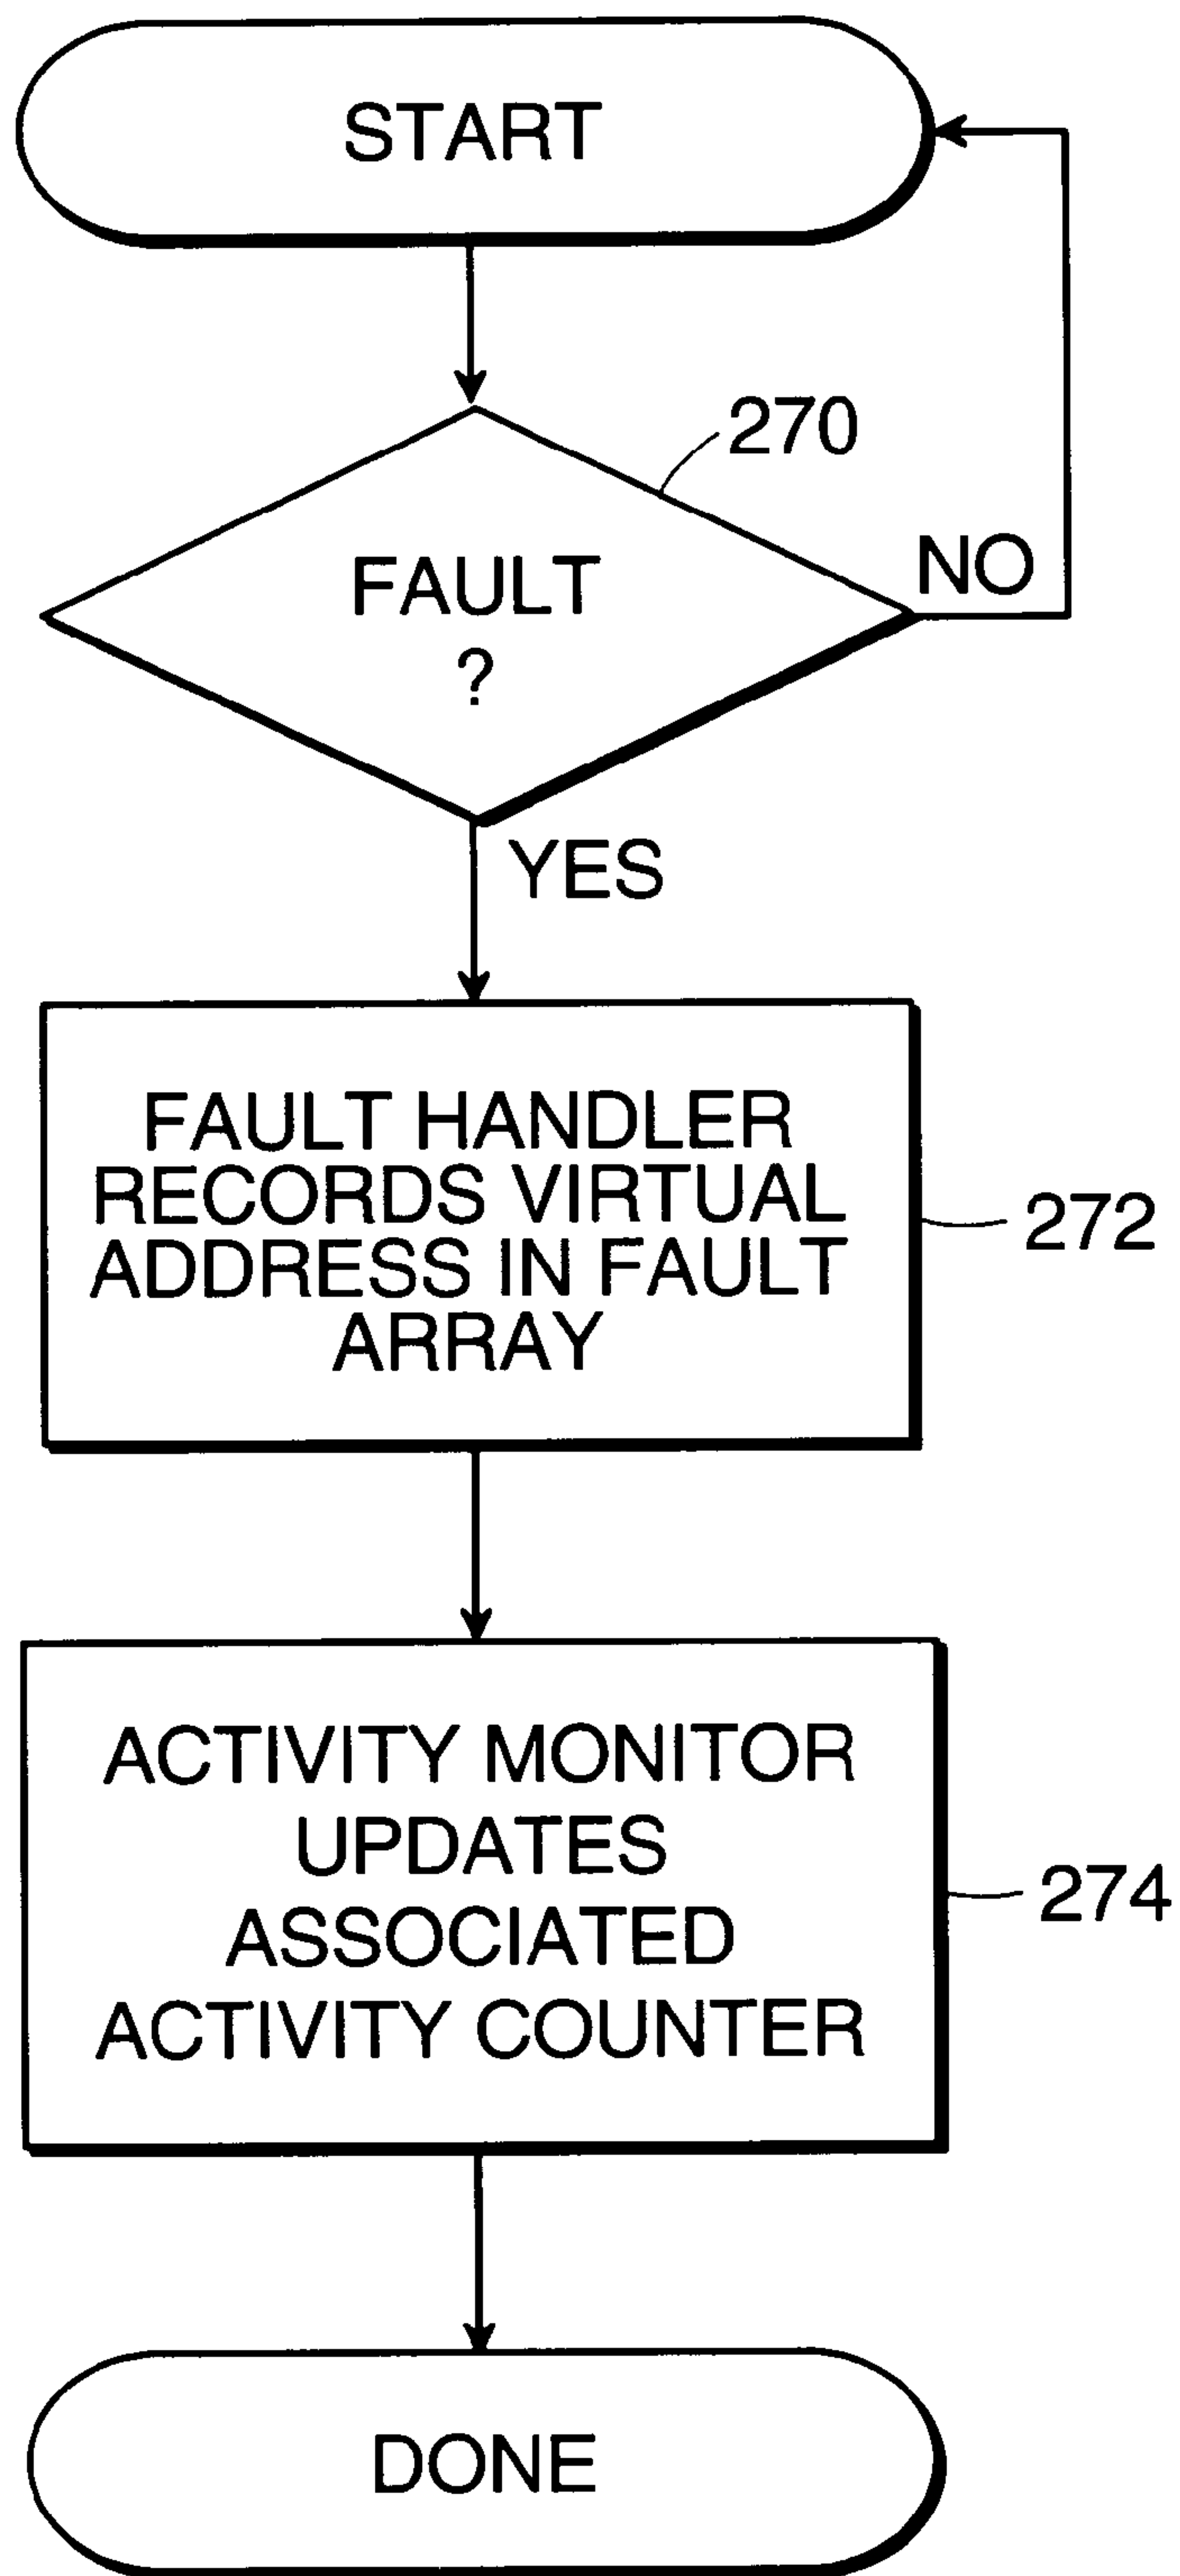 START
270
FAULT
?
NO
YES
FAULT HANDLER
RECORDS VIRTUAL
ADDRESS IN FAULT
ARRAY
272
ACTIVITY MONITOR
UPDATES
ASSOCIATED
ACTIVITY COUNTER
274
DONE